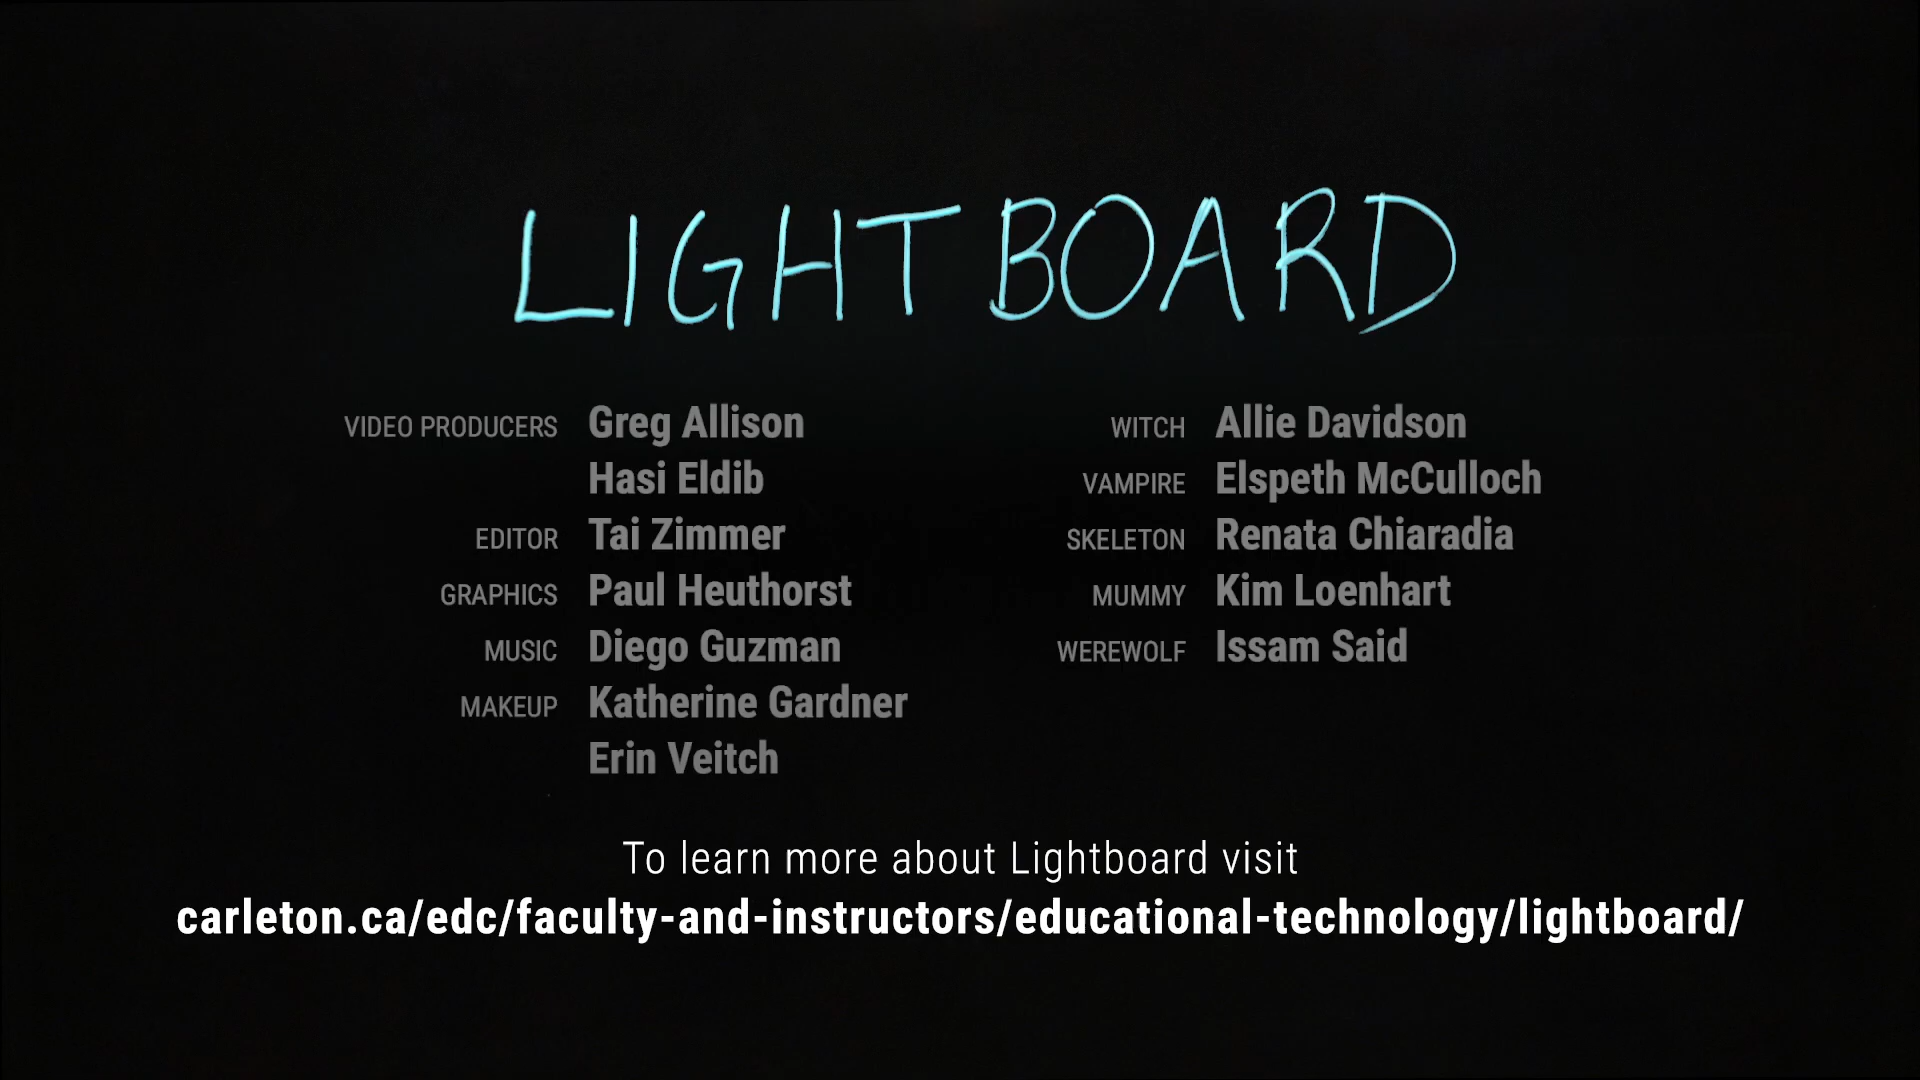 LIGHTBOARD
VIDEO PRODUCERS Greg Allison
Hasi Eldib
EDITOR Tai Zimmer
GRAPHICS Paul Heuthorst
MUSIC Diego Guzman
MAKEUP Katherine Gardner
Erin Veitch
WITCH Allie Davidson
VAMPIRE Elspeth McCulloch
SKELETON Renata Chiaradia
MUMMY Kim Loenhart
WEREWOLF Issam Said
To learn more about Lightboard visit
carleton.ca/edc/faculty-and-instructors/educational-technology/lightboard/